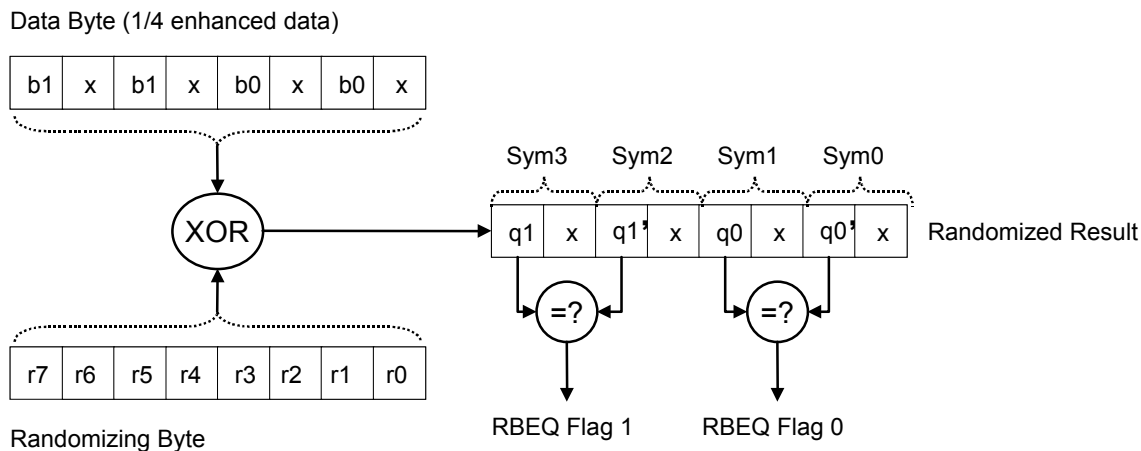 Data Byte (1/4 enhanced data)
b1 x b1 x b0 x b0 x
Sym3 Sym2 Sym1 Sym0
XOR
q1 x q1’ x q0 x q0’ x
Randomized Result
=? =?
r7 r6 r5 r4 r3 r2 r1 r0
RBEQ Flag 1 RBEQ Flag 0
Randomizing Byte